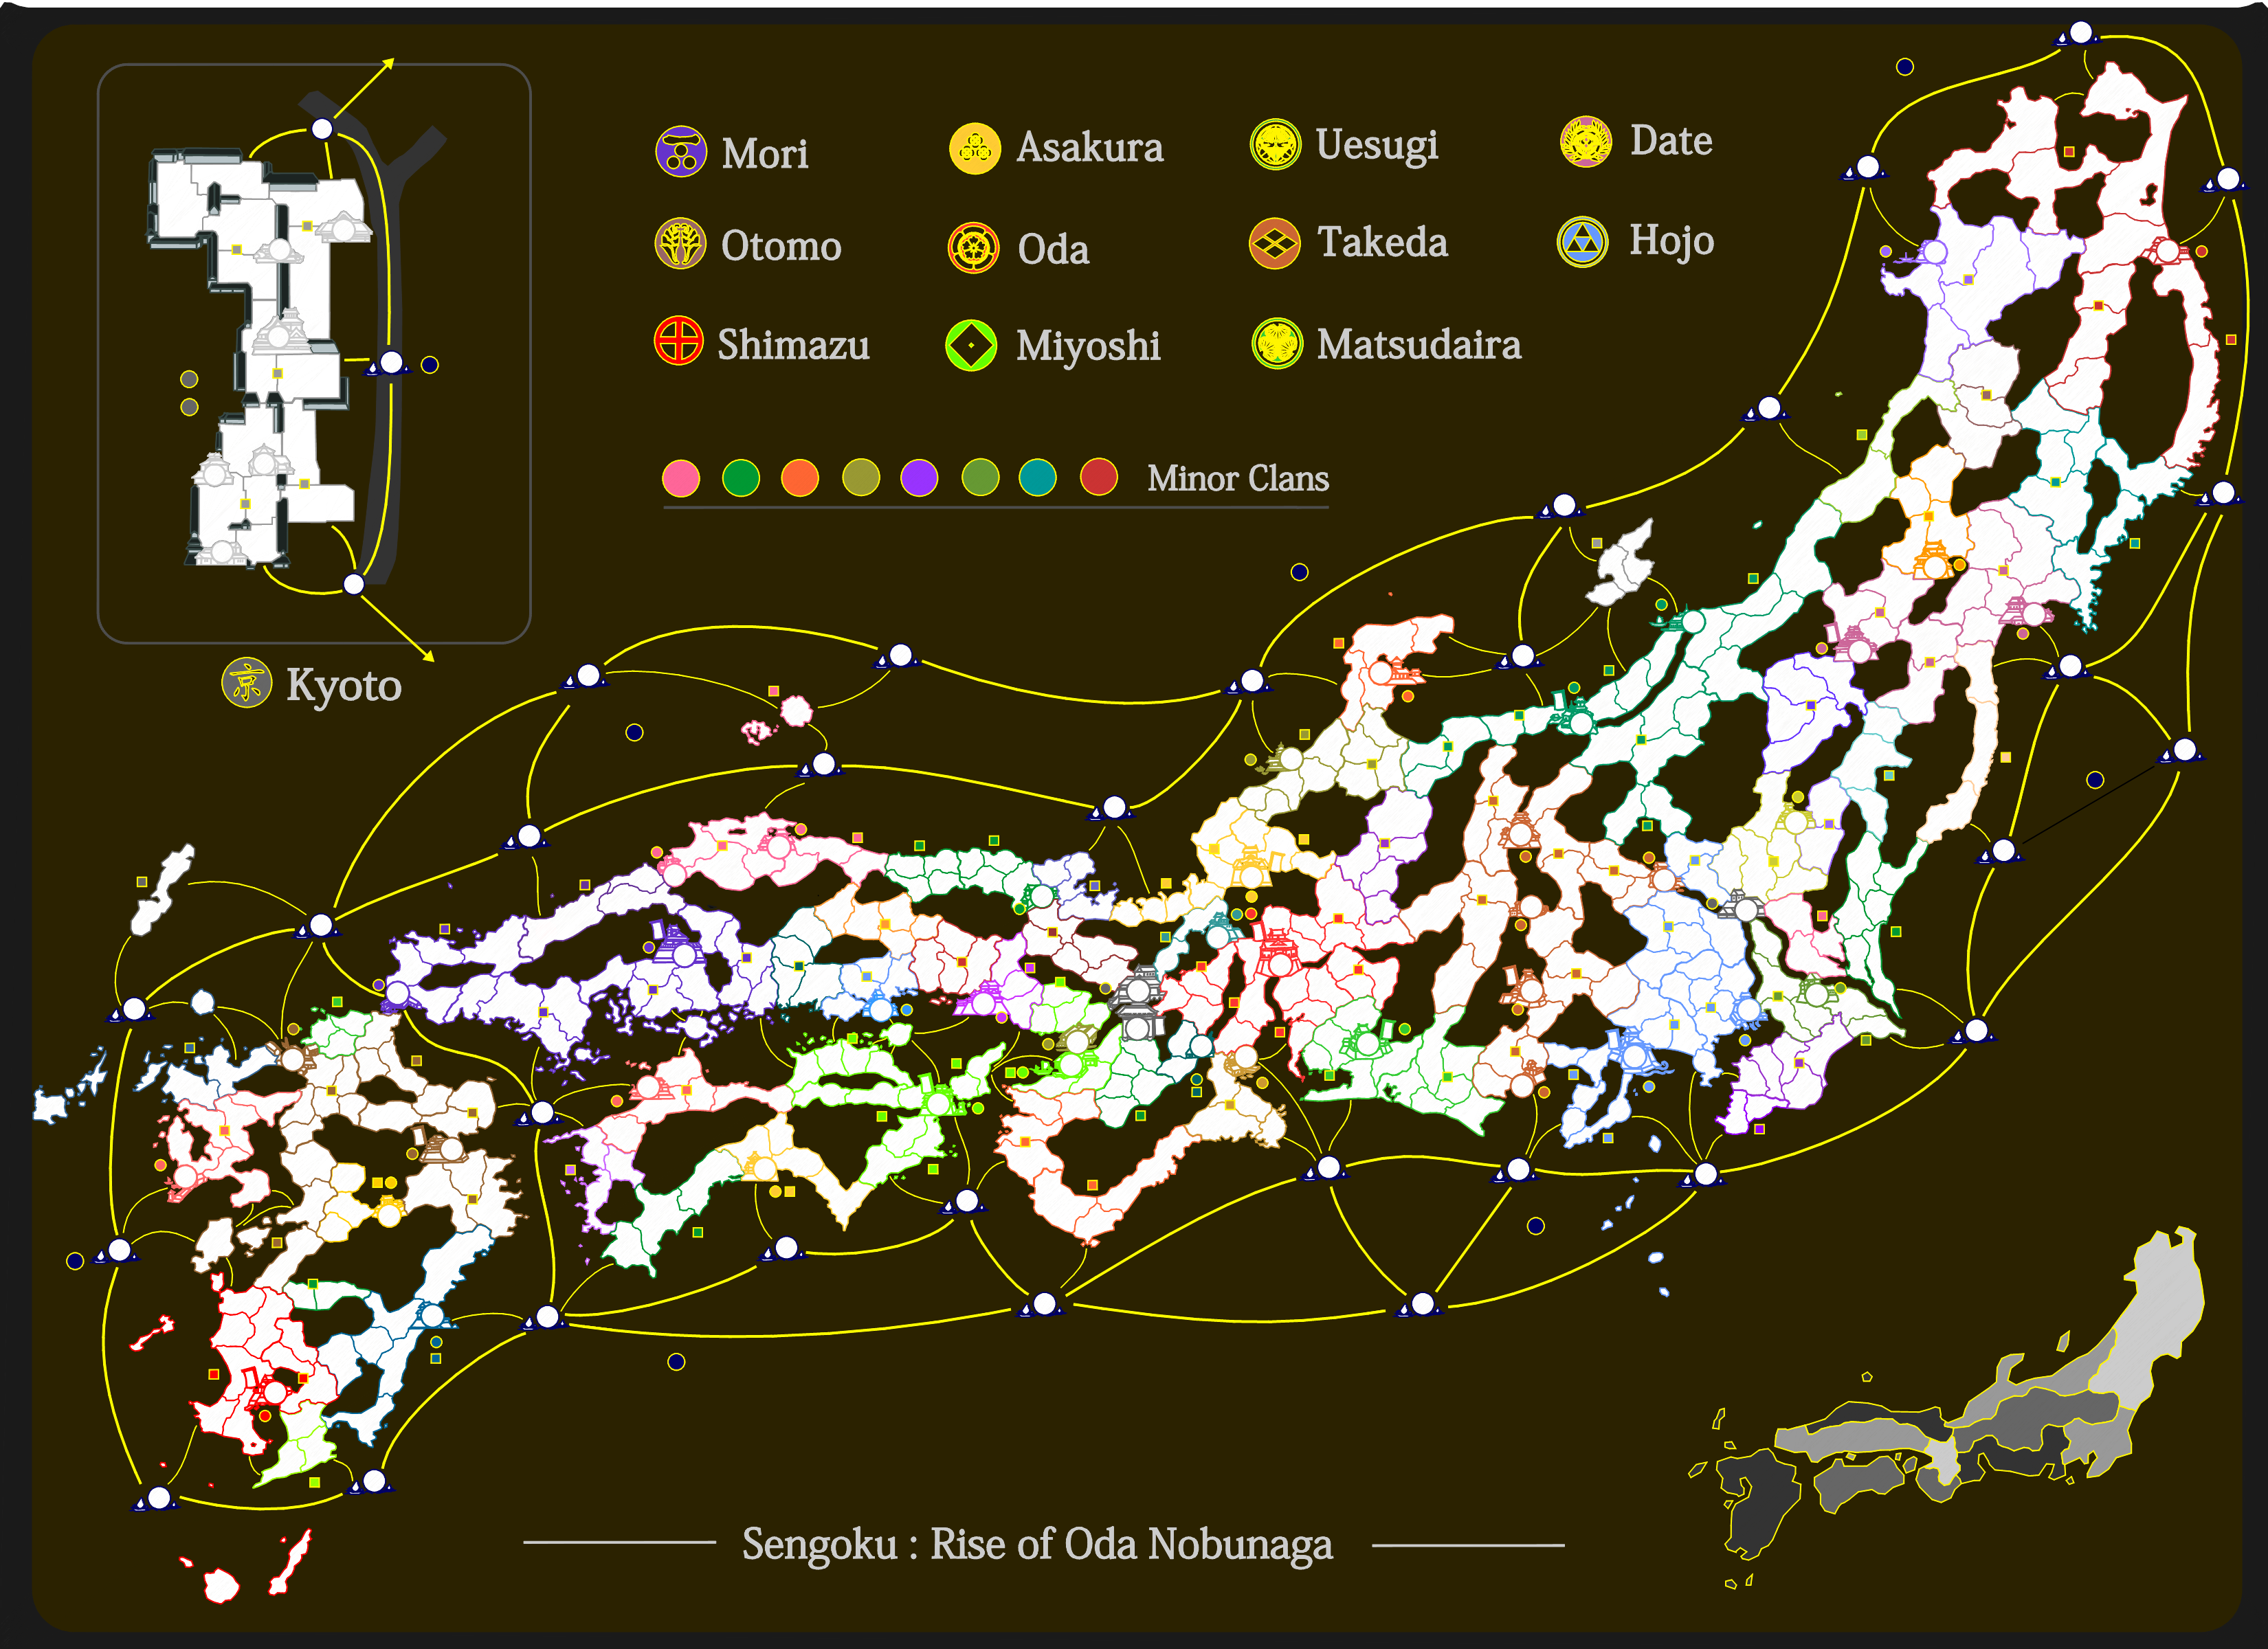 Mori
Asakura
Uesugi
Date
Otomo
Oda
Takeda
Hojo
Shimazu
Miyoshi
Matsudaira
Minor Clans
京 Kyoto
Sengoku : Rise of Oda Nobunaga